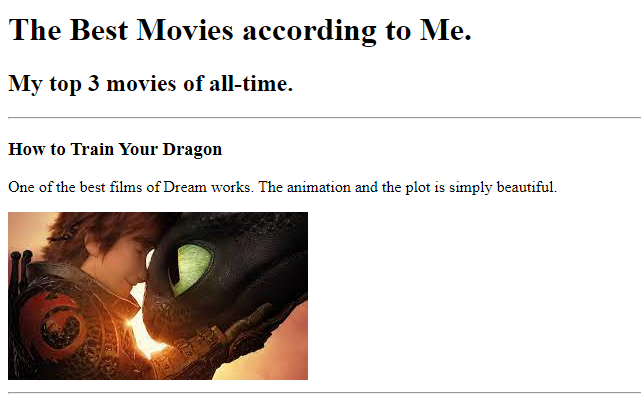 The Best Movies according to Me.
My top 3 movies of all-time.
How to Train Your Dragon
One of the best films of Dream works. The animation and the plot is simply beautiful.